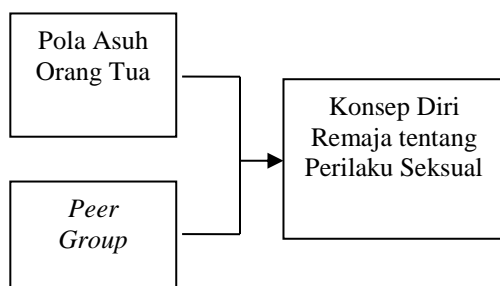 Pola Asuh
Orang Tua
Konsep Diri
Remaja tentang
Perilaku Seksual
Peer
Group